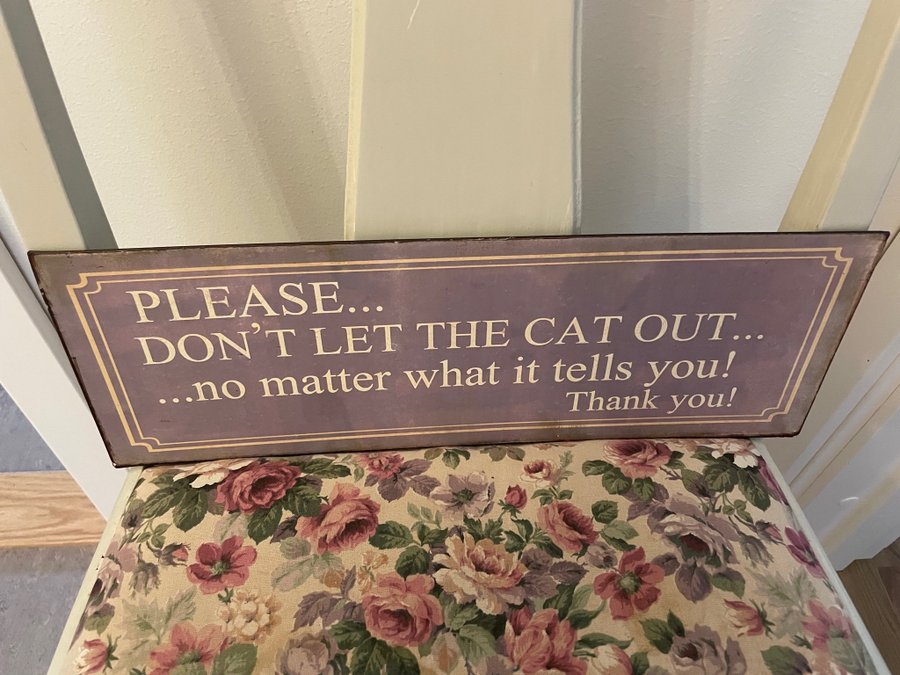 PLEASE...
DON'T LET THE CAT OUT...
...no matter what it tells you!
Thank you!